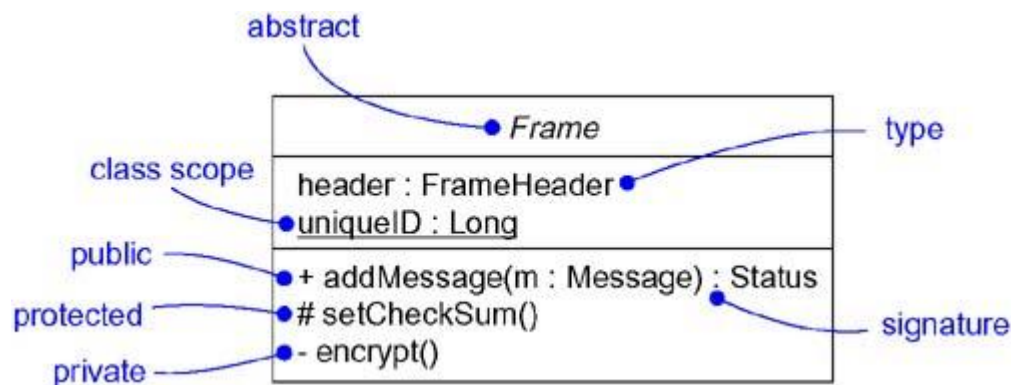 abstract
Frame
type
class scope
header : FrameHeader
uniqueID : Long
public
+ addMessage(m : Message) : Status
protected
# setCheckSum()
signature
private
- encrypt()